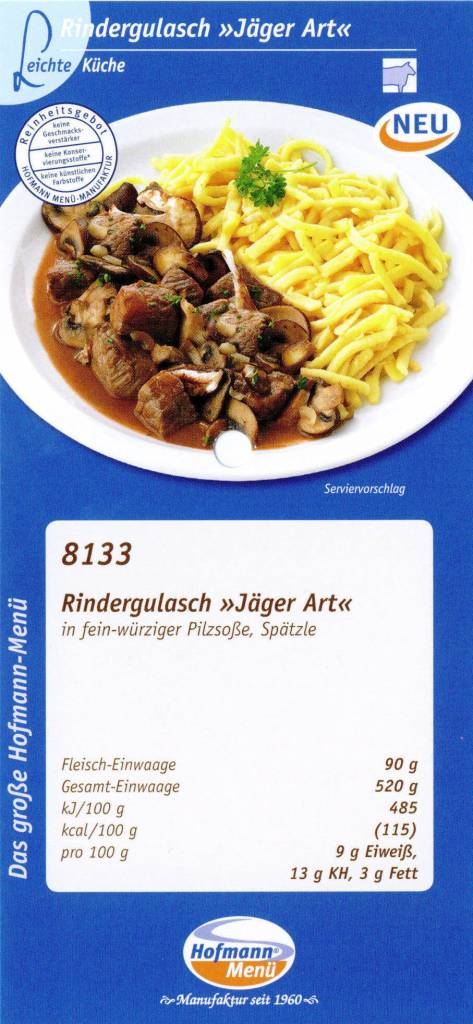 Rindergulasch »Jäger Art«
Leichte Küche
Reinheitsgebot
keine
Geschmacks-
verstärker
keine Konser-
vierungsstoffe*
keine künstlichen
Farbstoffe
HOFMANN MENÜ-MANUFAKTUR
NEU
Serviervorschlag
8133
Rindergulasch »Jäger Art«
in fein-würziger Pilzsoße, Spätzle
Fleisch-Einwaage 90 g
Gesamt-Einwaage 520 g
kJ/100 g 485
kcal/100 g (115)
pro 100 g 9 g Eiweiß,
13 g KH, 3 g Fett
Das große Hofmann-Menü
Hofmann®
Menü
Manufaktur seit 1960